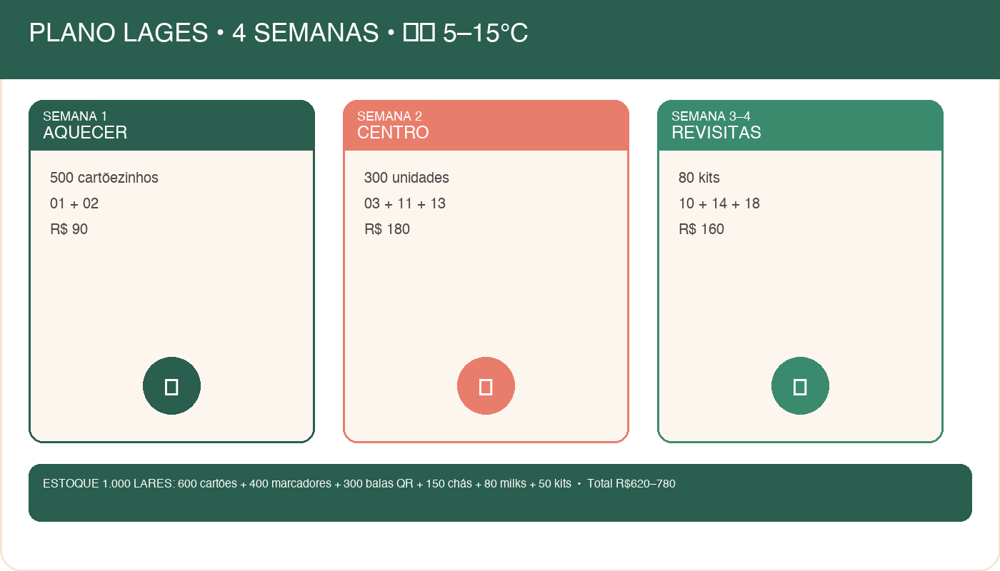 PLANO LAGES • 4 SEMANAS • 5–15°C
SEMANA 1
AQUECER
500 cartõezinhos
01 + 02
R$ 90
SEMANA 2
CENTRO
300 unidades
03 + 11 + 13
R$ 180
SEMANA 3–4
REVISITAS
80 kits
10 + 14 + 18
R$ 160
ESTOQUE 1.000 LARES: 600 cartões + 400 marcadores + 300 balas QR + 150 chás + 80 milks + 50 kits • Total R$620–780